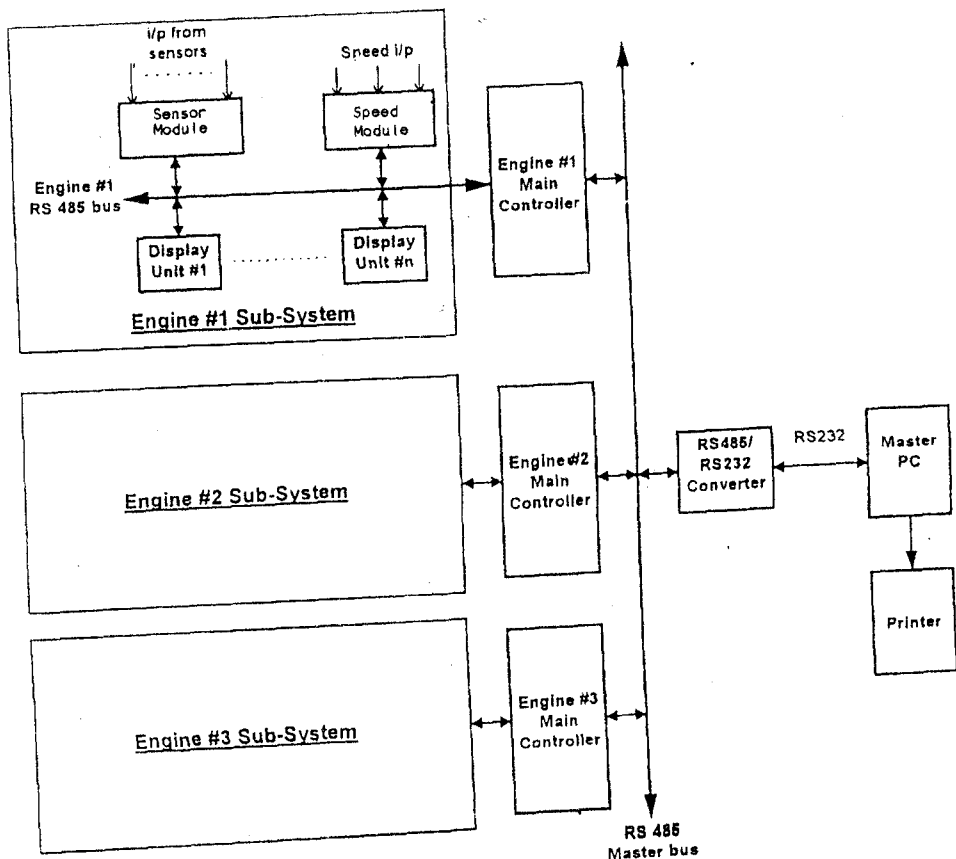 i/p from
sensors
Speed i/p
Sensor
Module
Speed
Module
Engine #1
RS 485 bus
Engine #1
Main
Controller
Display
Unit #1
Display
Unit #n
Engine #1 Sub-System
Engine #2 Sub-System
Engine #2
Main
Controller
RS485/
RS232
Converter
RS232
Master
PC
Printer
Engine #3 Sub-System
Engine #3
Main
Controller
RS 485
Master bus